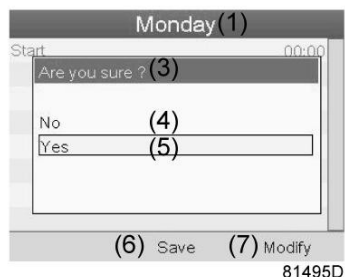 Monday(1)
Start 00:00
Are you sure ?(3)
No (4)
Yes (5)
(6) Save (7) Modify
81495D